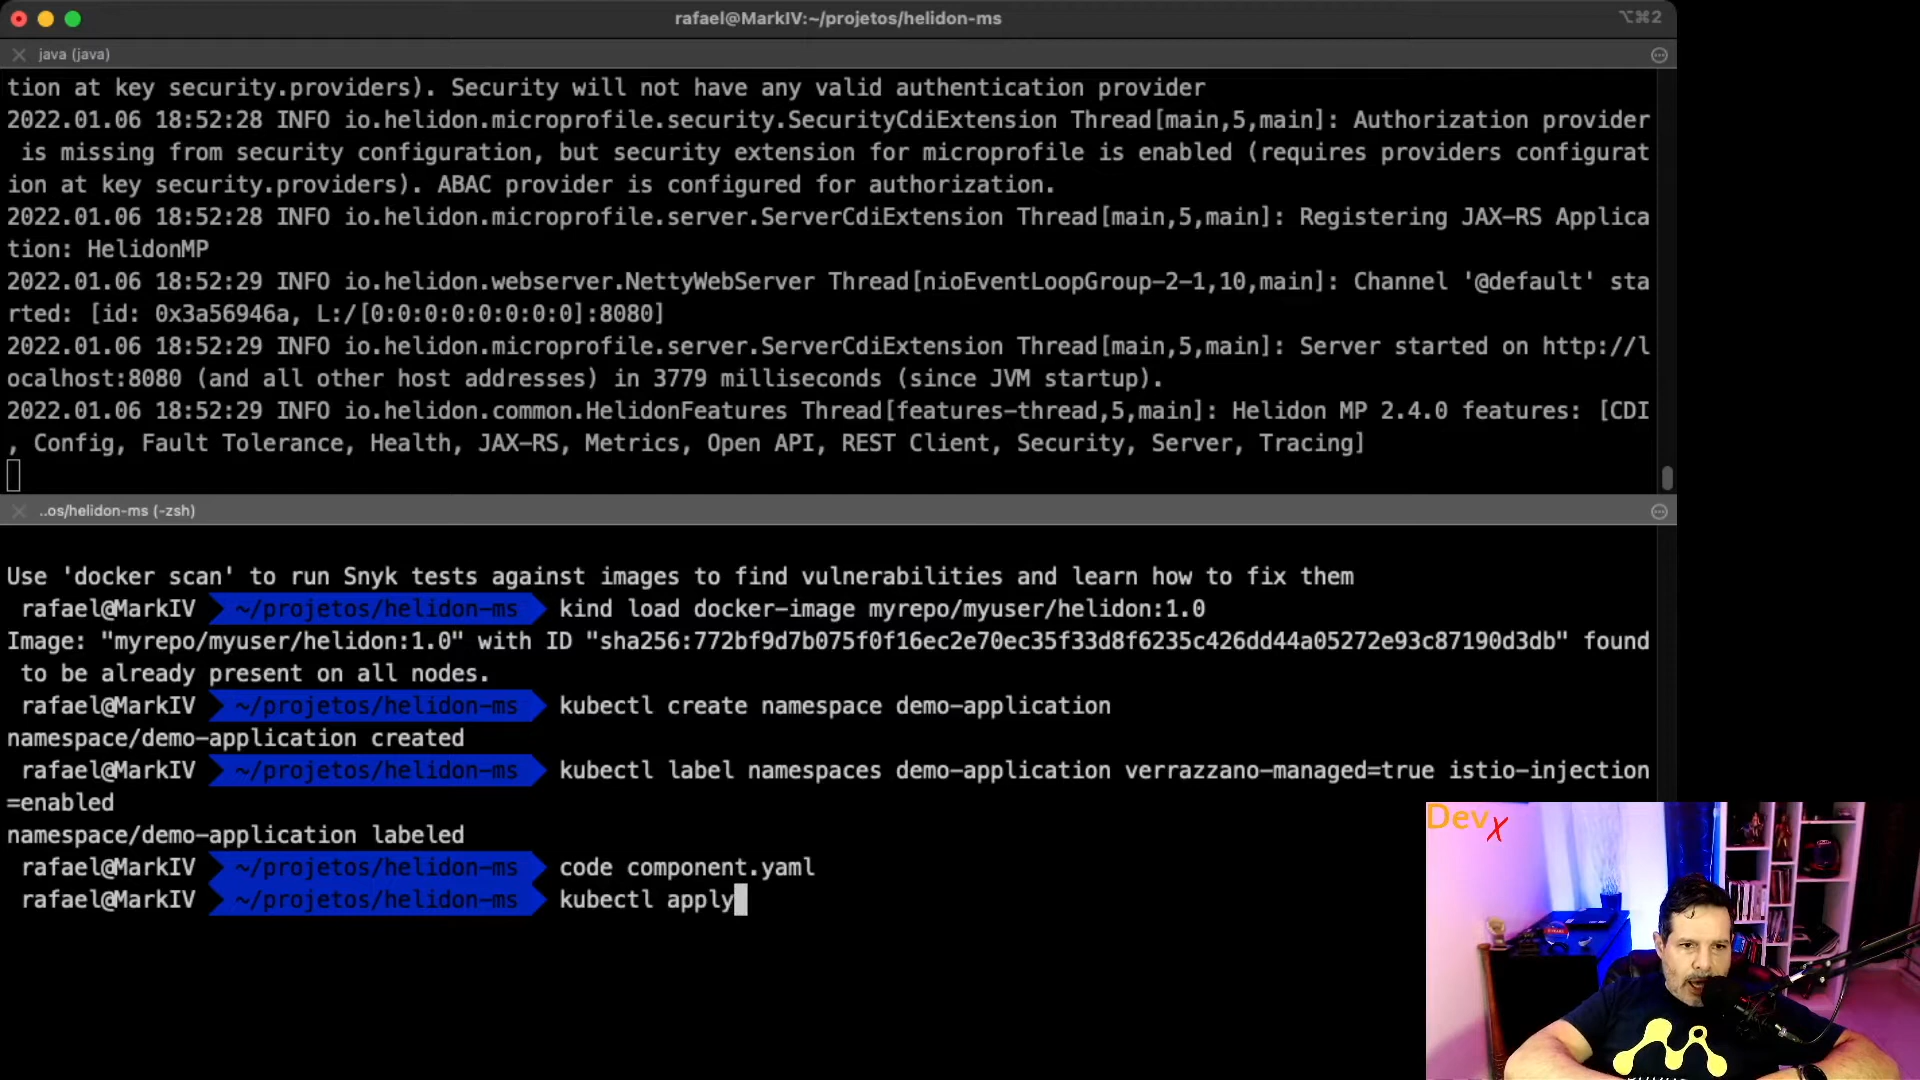 rafael@MarkIV:~/projetos/helidon-ms
⌥⌘2
java (java)
tion at key security.providers). Security will not have any valid authentication provider
2022.01.06 18:52:28 INFO io.helidon.microprofile.security.SecurityCdiExtension Thread[main,5,main]: Authorization provider
is missing from security configuration, but security extension for microprofile is enabled (requires providers configurat
ion at key security.providers). ABAC provider is configured for authorization.
2022.01.06 18:52:28 INFO io.helidon.microprofile.server.ServerCdiExtension Thread[main,5,main]: Registering JAX-RS Applica
tion: HelidonMP
2022.01.06 18:52:29 INFO io.helidon.webserver.NettyWebServer Thread[nioEventLoopGroup-2-1,10,main]: Channel '@default' sta
rted: [id: 0x3a56946a, L:/[0:0:0:0:0:0:0:0]:8080]
2022.01.06 18:52:29 INFO io.helidon.microprofile.server.ServerCdiExtension Thread[main,5,main]: Server started on http://l
ocalhost:8080 (and all other host addresses) in 3779 milliseconds (since JVM startup).
2022.01.06 18:52:29 INFO io.helidon.common.HelidonFeatures Thread[features-thread,5,main]: Helidon MP 2.4.0 features: [CDI
, Config, Fault Tolerance, Health, JAX-RS, Metrics, Open API, REST Client, Security, Server, Tracing]
..os/helidon-ms (-zsh)
Use 'docker scan' to run Snyk tests against images to find vulnerabilities and learn how to fix them
rafael@MarkIV ~/projetos/helidon-ms kind load docker-image myrepo/myuser/helidon:1.0
Image: "myrepo/myuser/helidon:1.0" with ID "sha256:772bf9d7b075f0f16ec2e70ec35f33d8f6235c426dd44a05272e93c87190d3db" found
to be already present on all nodes.
rafael@MarkIV ~/projetos/helidon-ms kubectl create namespace demo-application
namespace/demo-application created
rafael@MarkIV ~/projetos/helidon-ms kubectl label namespaces demo-application verrazzano-managed=true istio-injection
=enabled
namespace/demo-application labeled
rafael@MarkIV ~/projetos/helidon-ms code component.yaml
rafael@MarkIV ~/projetos/helidon-ms kubectl apply
DevX